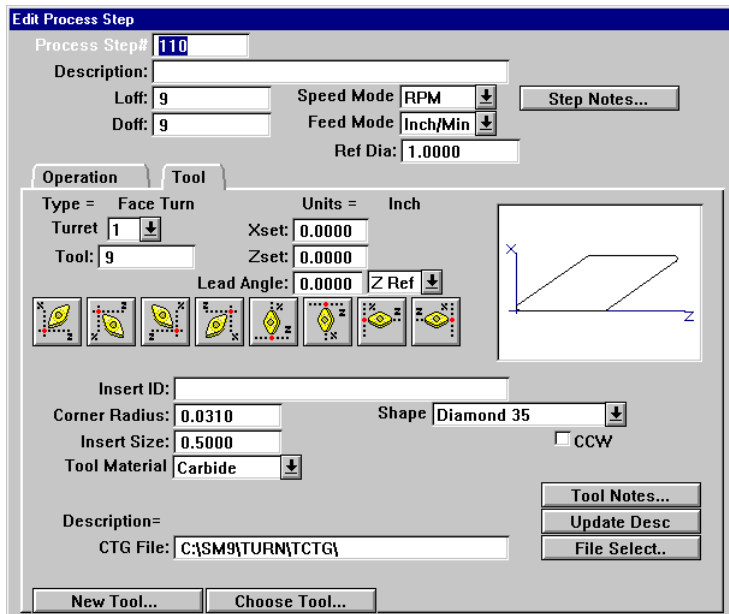 Edit Process Step
Process Step# 110
Description:
Loff: 9 Speed Mode RPM Step Notes...
Doff: 9 Feed Mode Inch/Min
Ref Dia: 1.0000
Operation Tool
Type = Face Turn Units = Inch
Turret 1 Xset: 0.0000
Tool: 9 Zset: 0.0000
Lead Angle: 0.0000 Z Ref
X
Z
Insert ID:
Corner Radius: 0.0310 Shape Diamond 35
Insert Size: 0.5000 CCW
Tool Material Carbide
Tool Notes...
Description= Update Desc
CTG File: C:\SM9\TURN\TCTG\ File Select..
New Tool... Choose Tool...